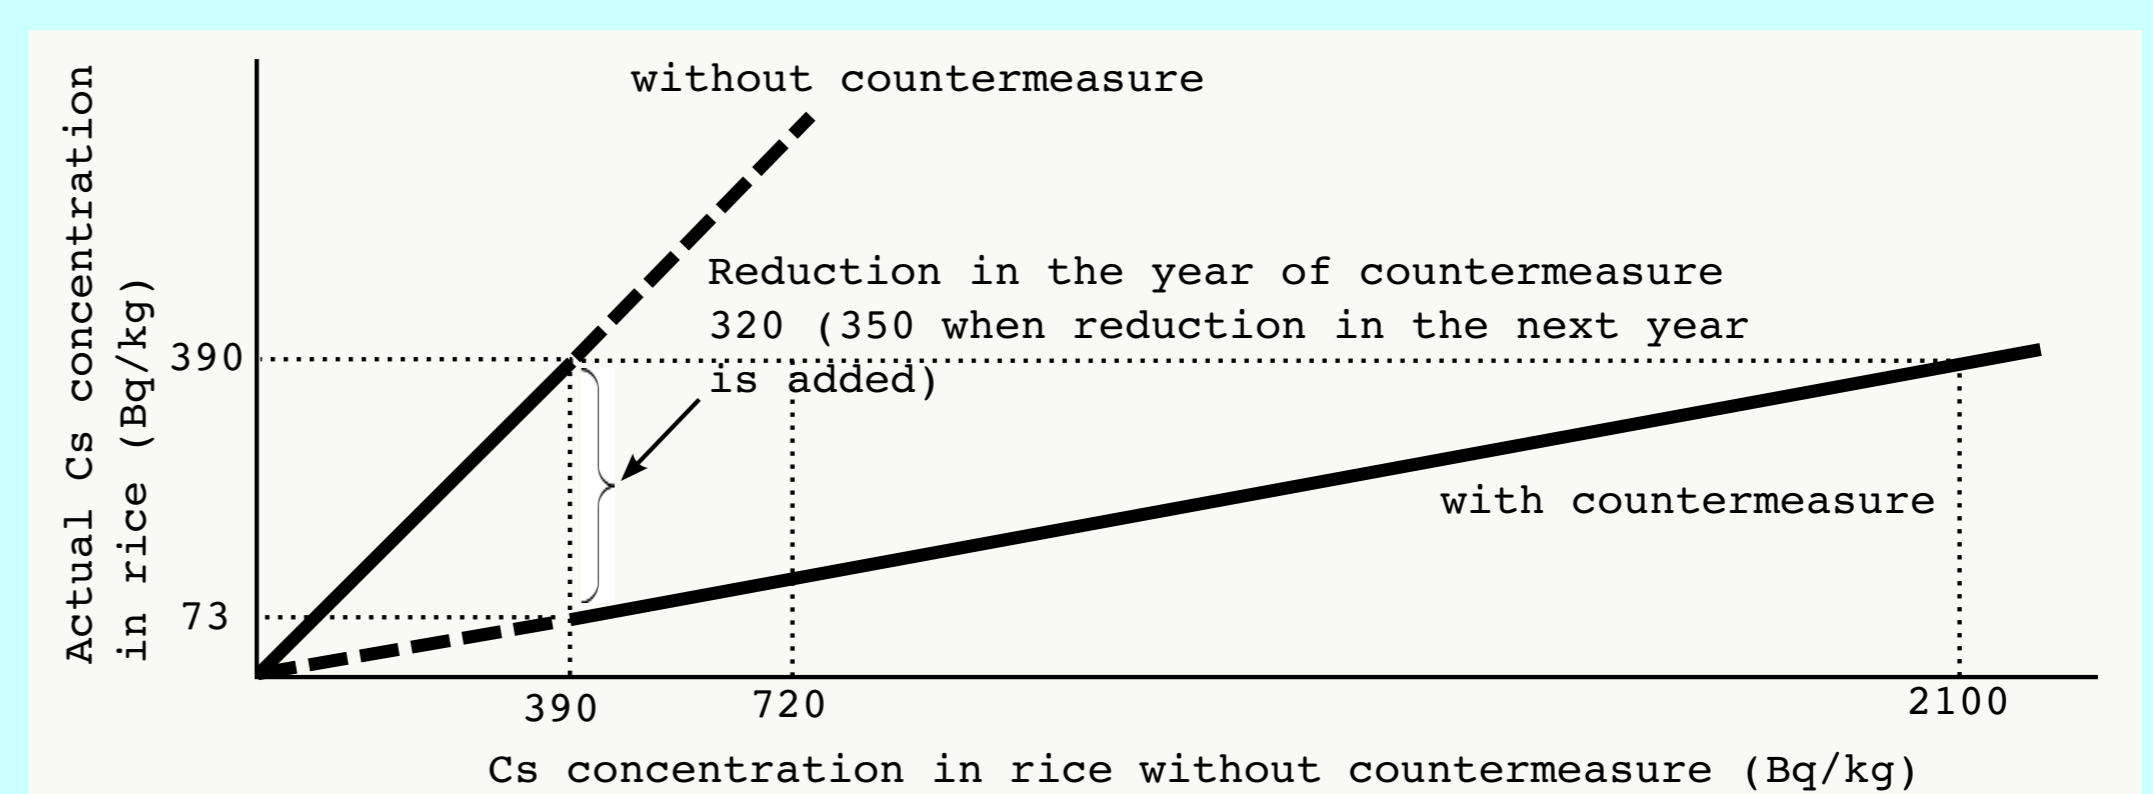 Actual Cs concentration
in rice (Bq/kg)
without countermeasure
Reduction in the year of countermeasure
320 (350 when reduction in the next year
is added)
390
with countermeasure
73
390
720
2100
Cs concentration in rice without countermeasure (Bq/kg)